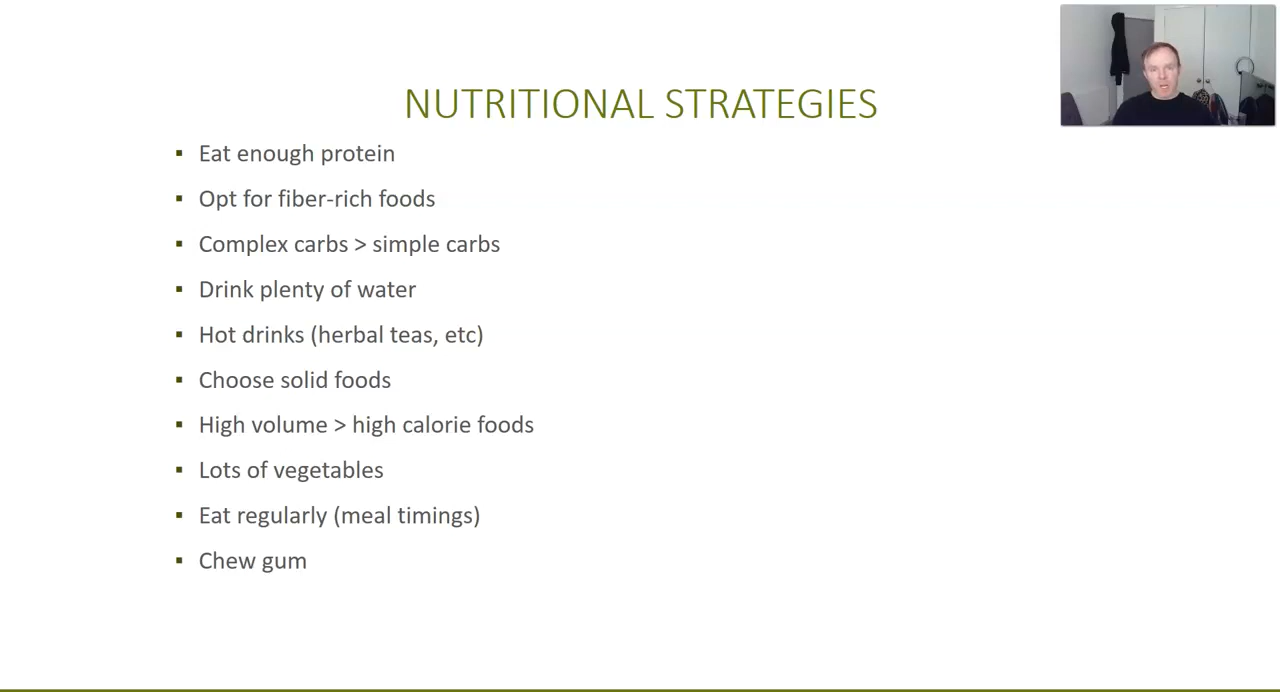 NUTRITIONAL STRATEGIES
▪ Eat enough protein
▪ Opt for fiber-rich foods
▪ Complex carbs > simple carbs
▪ Drink plenty of water
▪ Hot drinks (herbal teas, etc)
▪ Choose solid foods
▪ High volume > high calorie foods
▪ Lots of vegetables
▪ Eat regularly (meal timings)
▪ Chew gum